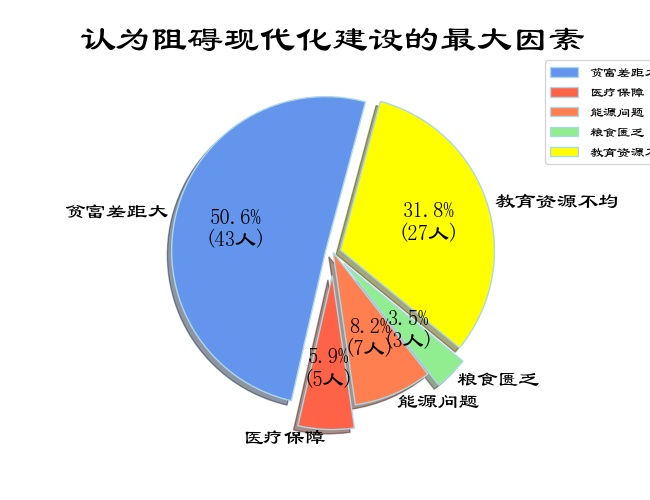 认为阻碍现代化建设的最大因素
贫富差距大
医疗保障
能源问题
粮食匮乏
教育资源不
贫富差距大
50.6%
(43人)
31.8%
(27人)
教育资源不均
3.5%
(3人)
8.2%
(7人)
5.9%
(5人)
粮食匮乏
能源问题
医疗保障